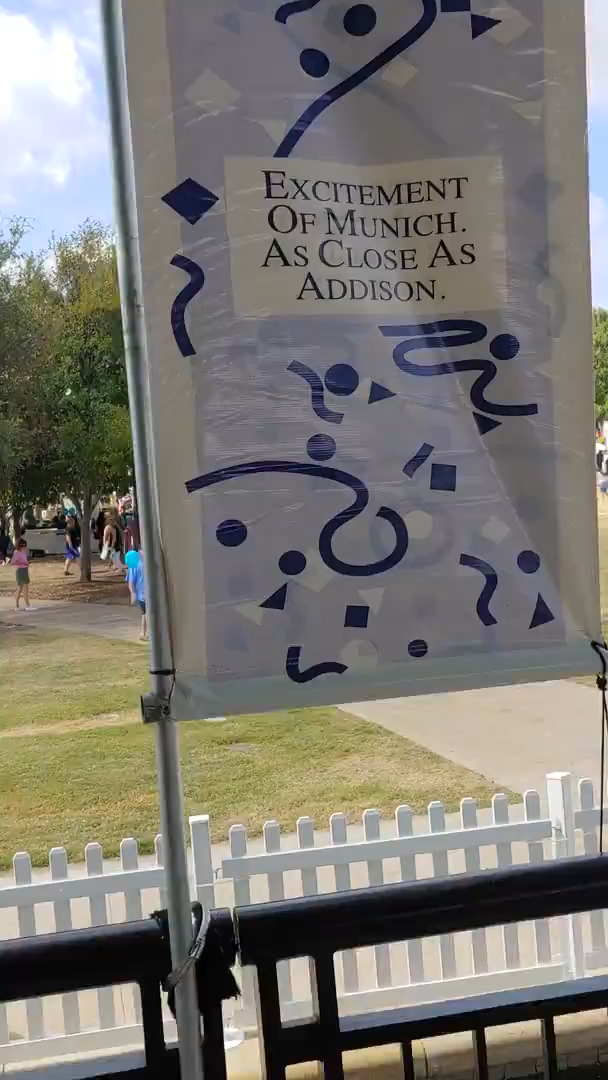 EXCITEMENT
OF MUNICH.
AS CLOSE AS
ADDISON.